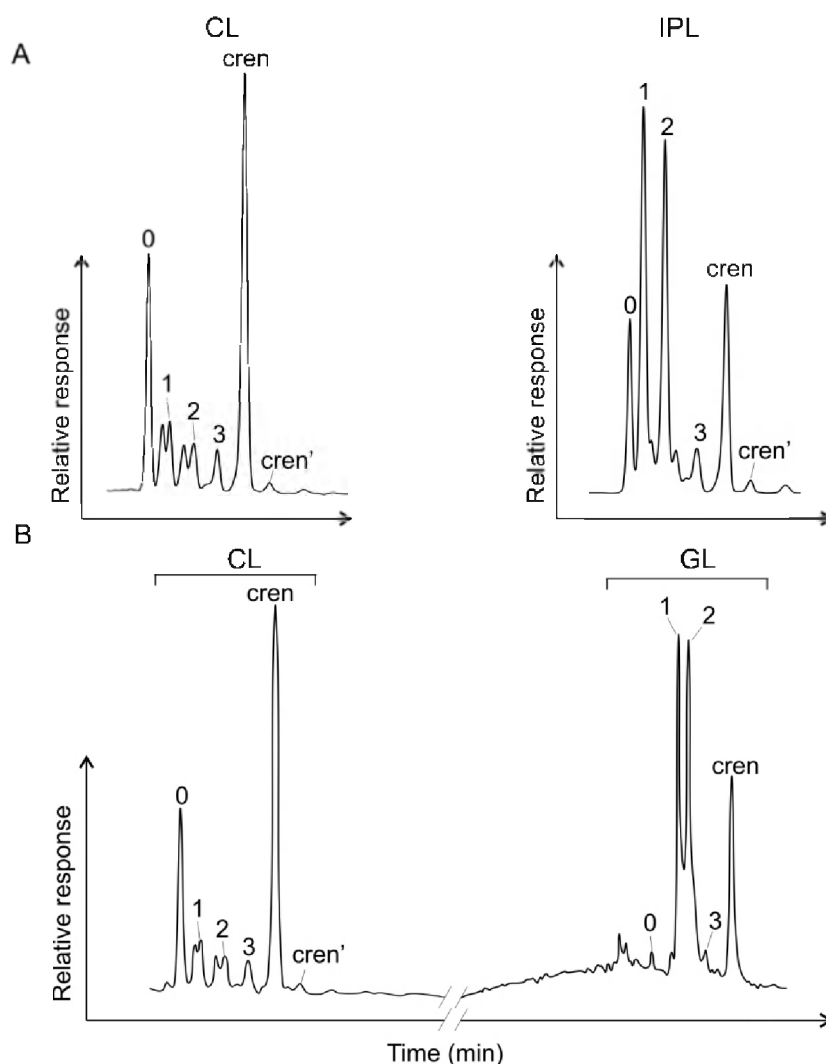 A
CL
IPL
cren
0
1
2
3
cren’
Relative response
1
2
0
cren
3
cren’
Relative response
B
CL
GL
cren
0
1
2
3
cren’
1
2
cren
0
3
Relative response
Time (min)